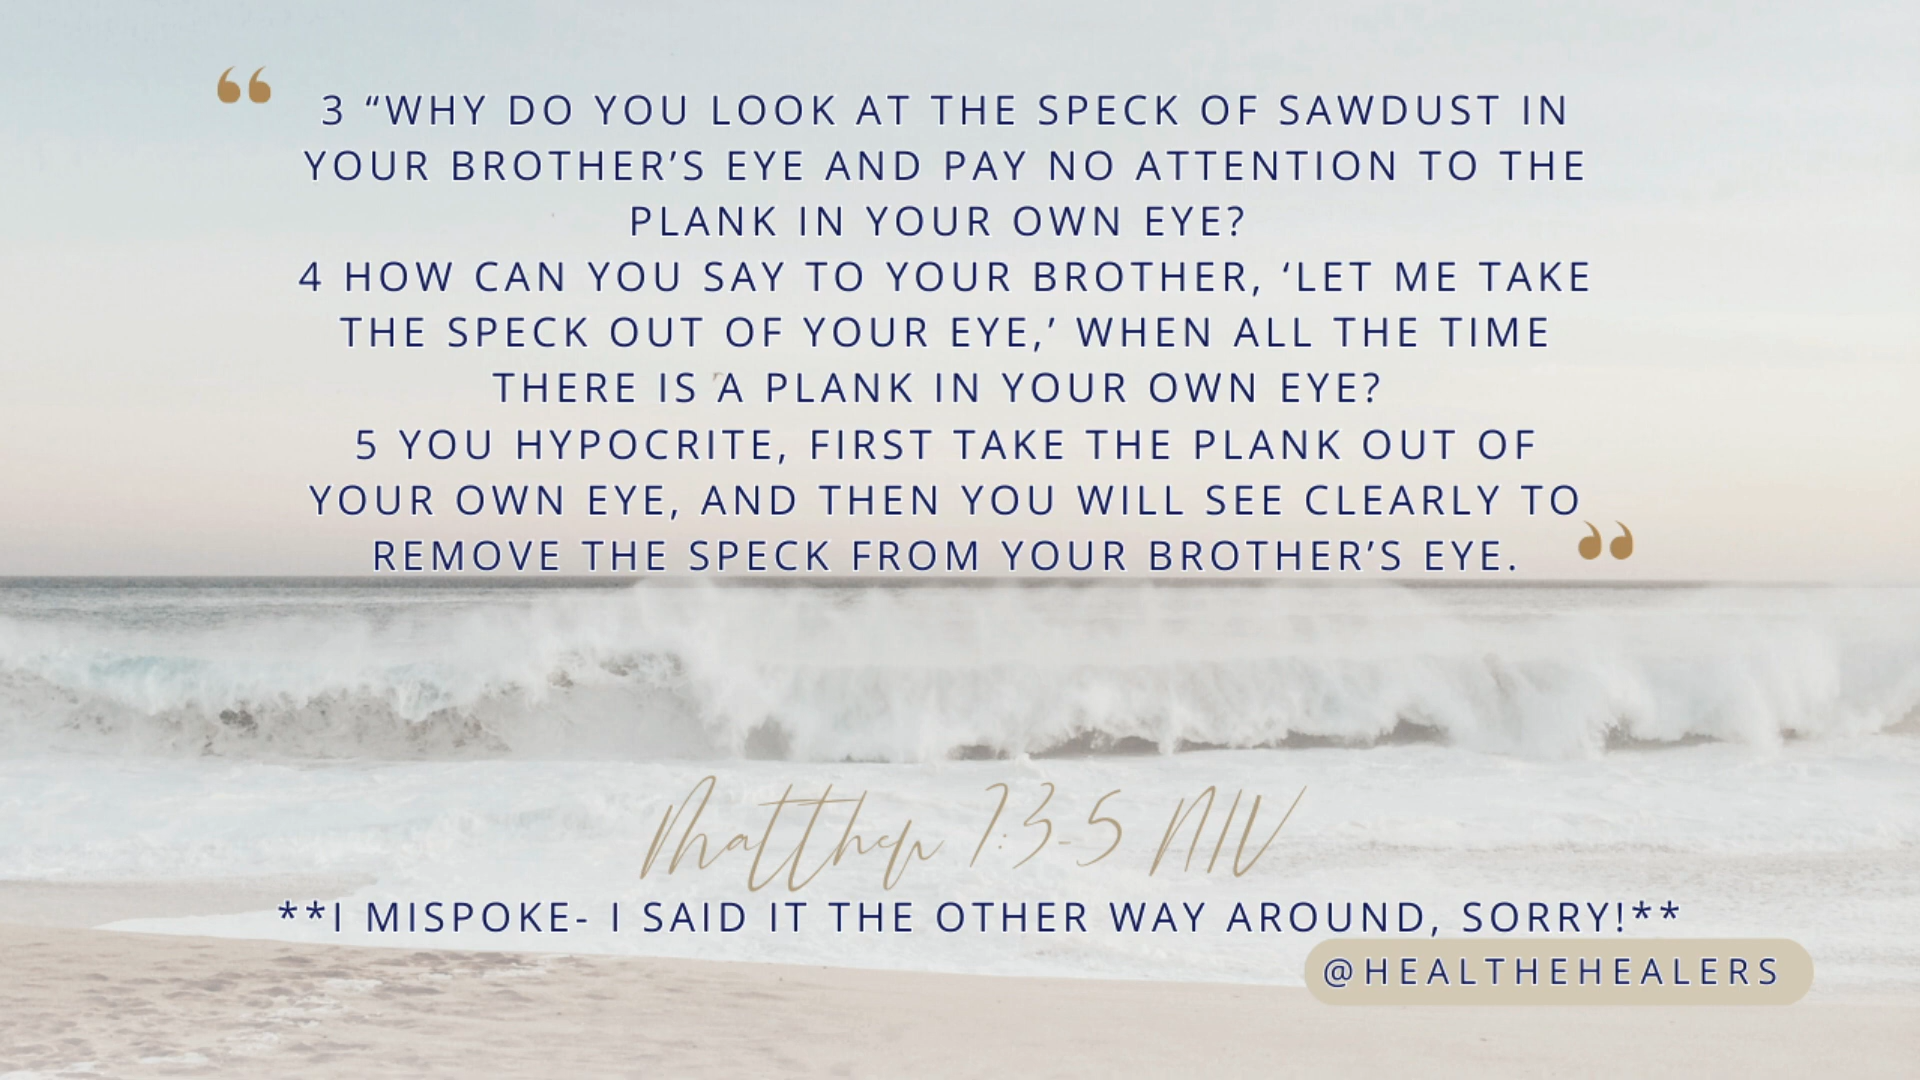 3 “WHY DO YOU LOOK AT THE SPECK OF SAWDUST IN
YOUR BROTHER’S EYE AND PAY NO ATTENTION TO THE
PLANK IN YOUR OWN EYE?
4 HOW CAN YOU SAY TO YOUR BROTHER, ‘LET ME TAKE
THE SPECK OUT OF YOUR EYE,’ WHEN ALL THE TIME
THERE IS A PLANK IN YOUR OWN EYE?
5 YOU HYPOCRITE, FIRST TAKE THE PLANK OUT OF
YOUR OWN EYE, AND THEN YOU WILL SEE CLEARLY TO
REMOVE THE SPECK FROM YOUR BROTHER’S EYE.
Matthew 7:3-5 NIV
**I MISPOKE- I SAID IT THE OTHER WAY AROUND, SORRY!**
@HEALTHEHEALERS